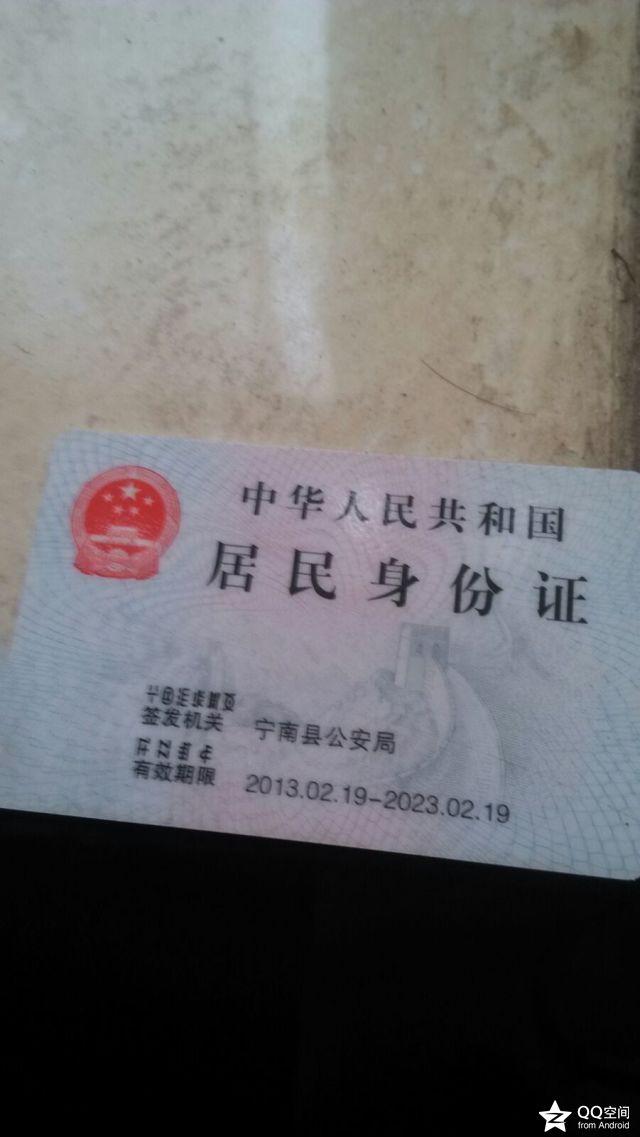 中华人民共和国
居民身份证
签发机关 宁南县公安局
有效期限 2013.02.19-2023.02.19
QQ空间
from Android